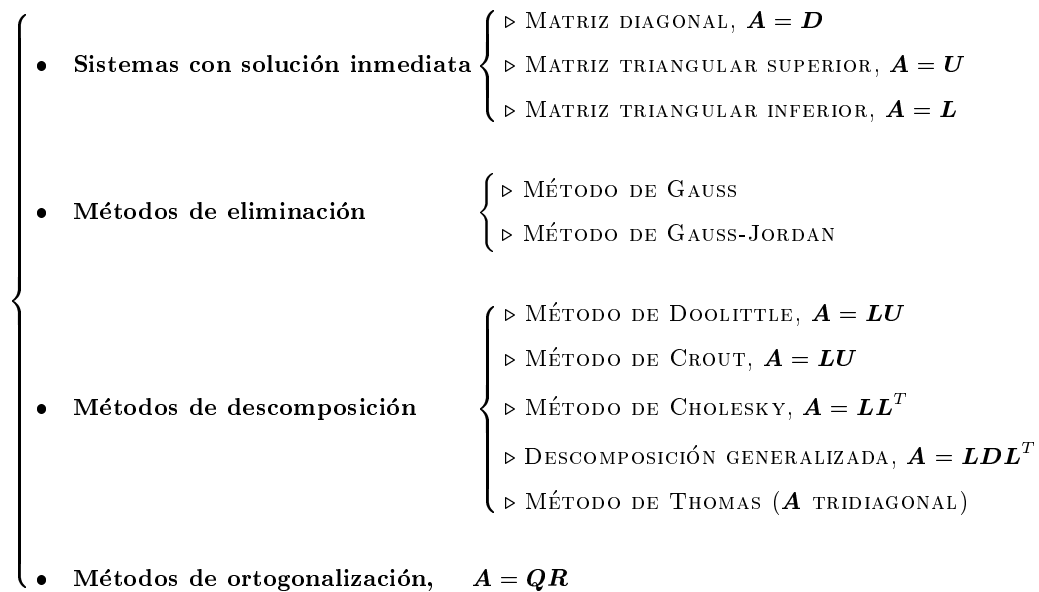 • Sistemas con solución inmediata
▹ Matriz diagonal, A = D
▹ Matriz triangular superior, A = U
▹ Matriz triangular inferior, A = L
• Métodos de eliminación
▹ Método de Gauss
▹ Método de Gauss-Jordan
• Métodos de descomposición
▹ Método de Doolittle, A = LU
▹ Método de Crout, A = LU
▹ Método de Cholesky, A = LL^T
▹ Descomposición generalizada, A = LDL^T
▹ Método de Thomas (A tridiagonal)
• Métodos de ortogonalización, A = QR